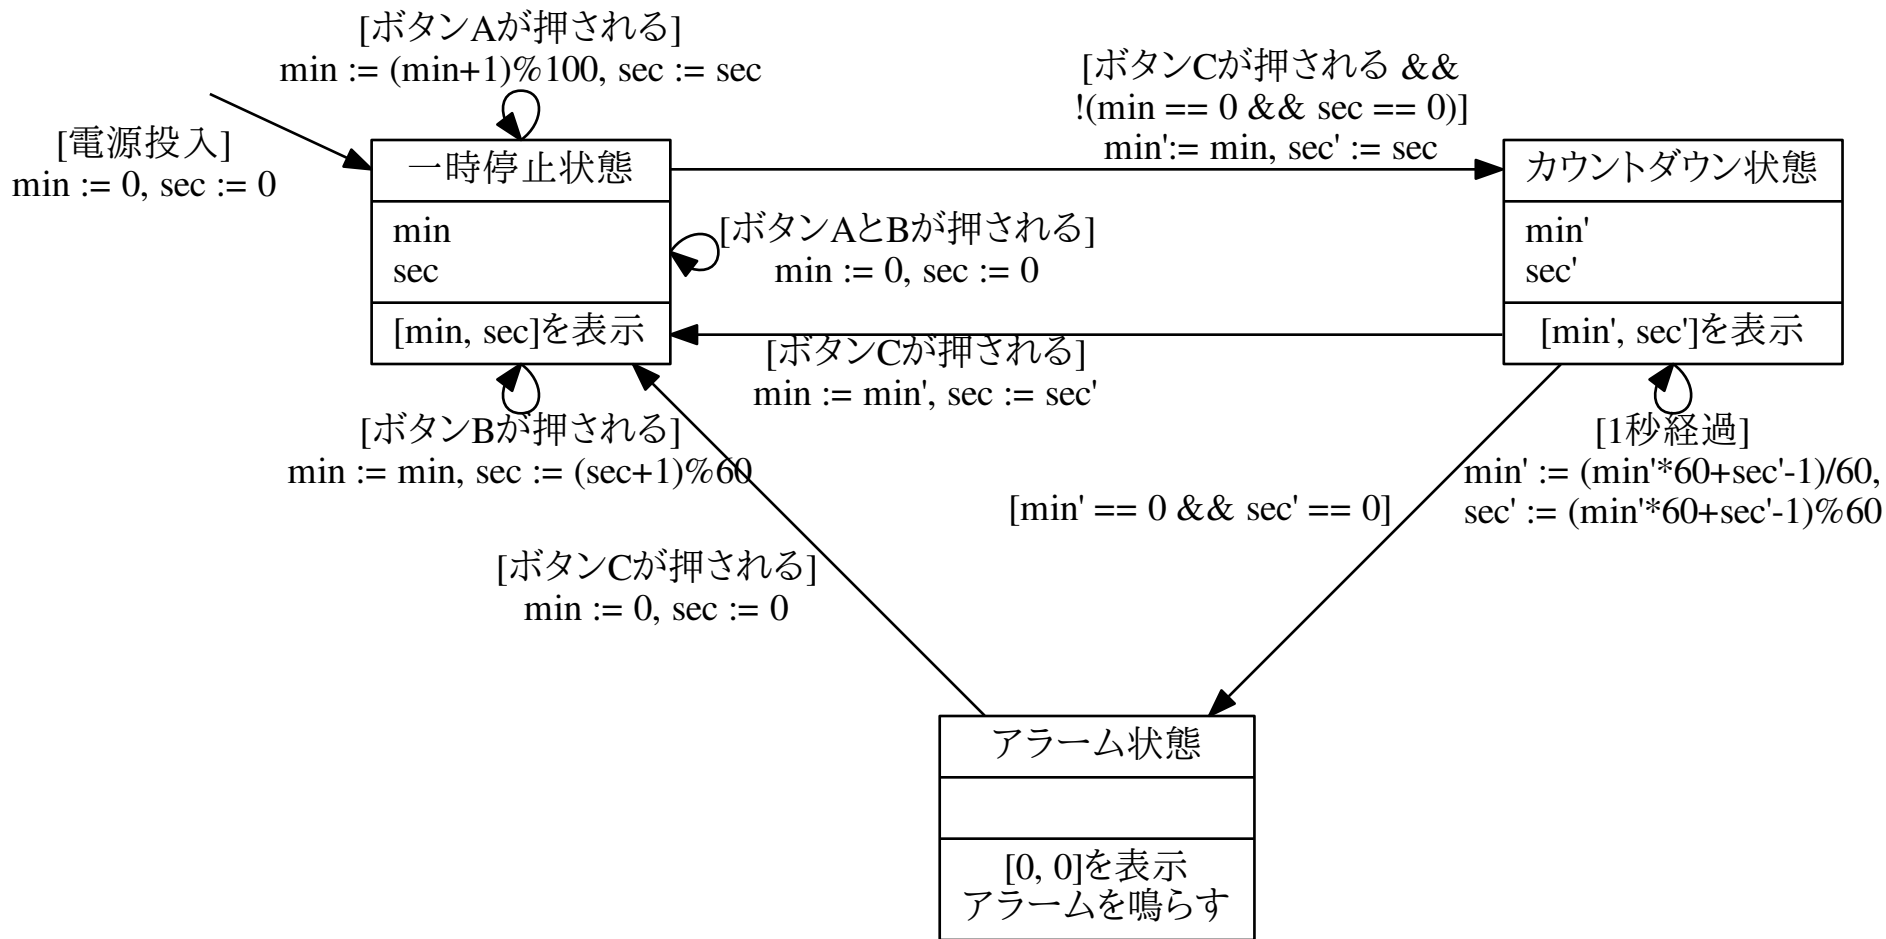 [ボタンAが押される]
min := (min+1)%100, sec := sec
[ボタンCが押される &&
!(min == 0 && sec == 0)]
min':= min, sec' := sec
[電源投入]
min := 0, sec := 0
一時停止状態
min
sec
[min, sec]を表示
[ボタンAとBが押される]
min := 0, sec := 0
カウントダウン状態
min'
sec'
[min', sec']を表示
[ボタンCが押される]
min := min', sec := sec'
[ボタンBが押される]
min := min, sec := (sec+1)%60
[1秒経過]
min' := (min'*60+sec'-1)/60,
sec' := (min'*60+sec'-1)%60
[min' == 0 && sec' == 0]
[ボタンCが押される]
min := 0, sec := 0
アラーム状態
[0, 0]を表示
アラームを鳴らす